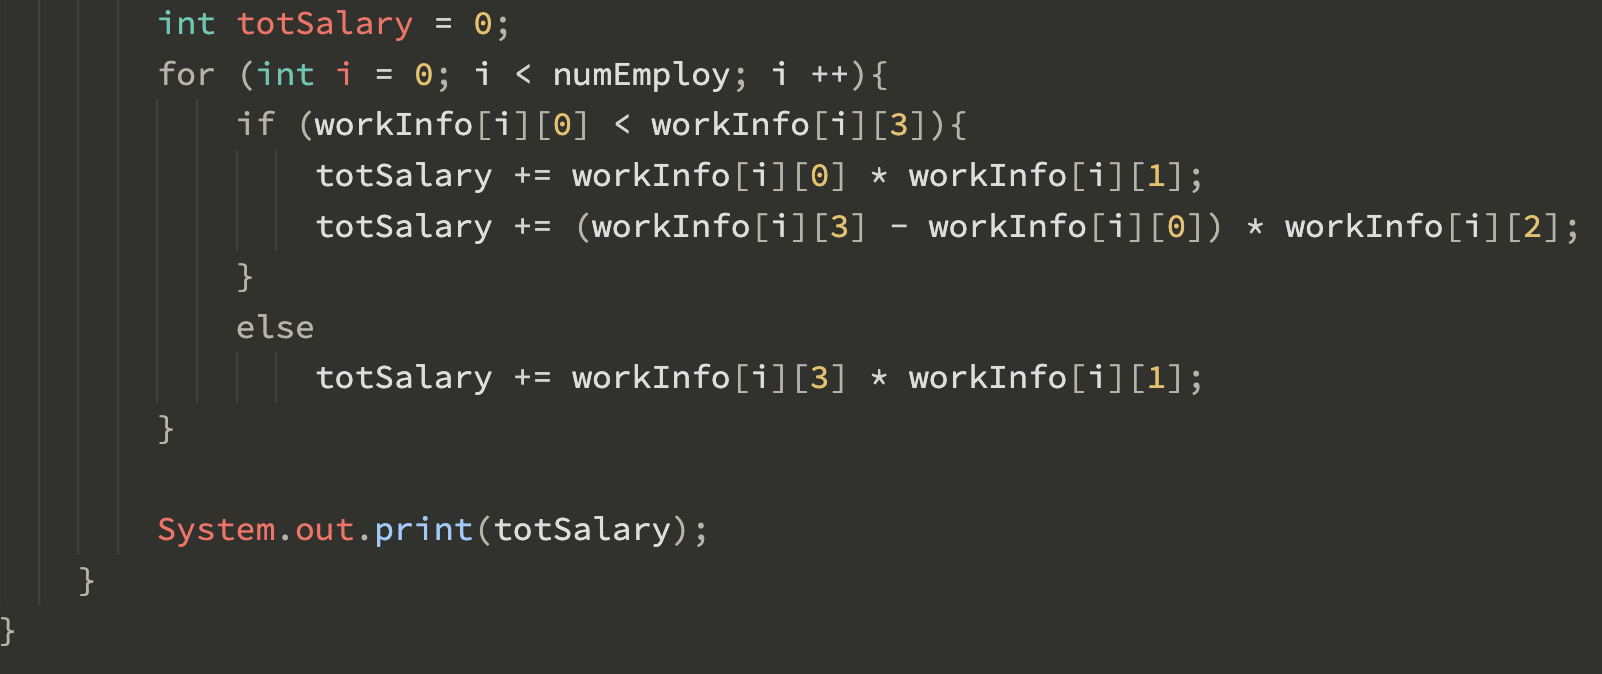 int totSalary = 0;
for (int i = 0; i < numEmploy; i ++){
if (workInfo[i][0] < workInfo[i][3]){
totSalary += workInfo[i][0] * workInfo[i][1];
totSalary += (workInfo[i][3] - workInfo[i][0]) * workInfo[i][2];
}
else
totSalary += workInfo[i][3] * workInfo[i][1];
}
System.out.print(totSalary);
}
}